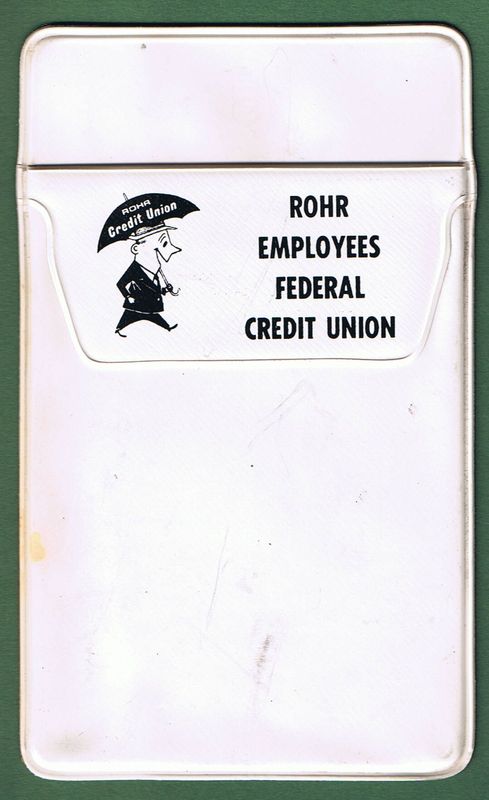 ROHR
Credit Union
ROHR
EMPLOYEES
FEDERAL
CREDIT UNION